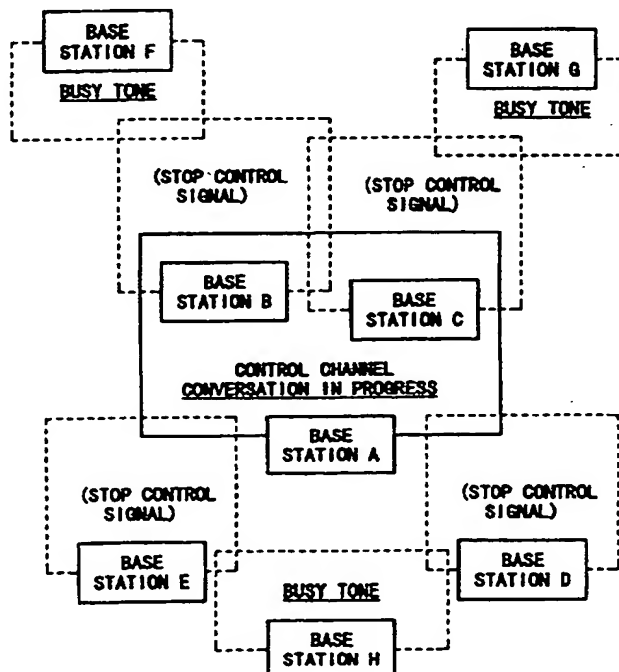 BASE
STATION F
BUSY TONE
BASE
STATION G
BUSY TONE
(STOP CONTROL
SIGNAL)
(STOP CONTROL
SIGNAL)
BASE
STATION B
BASE
STATION C
CONTROL CHANNEL
CONVERSATION IN PROGRESS
BASE
STATION A
(STOP CONTROL
SIGNAL)
(STOP CONTROL
SIGNAL)
BASE
STATION E
BASE
STATION D
BUSY TONE
BASE
STATION H